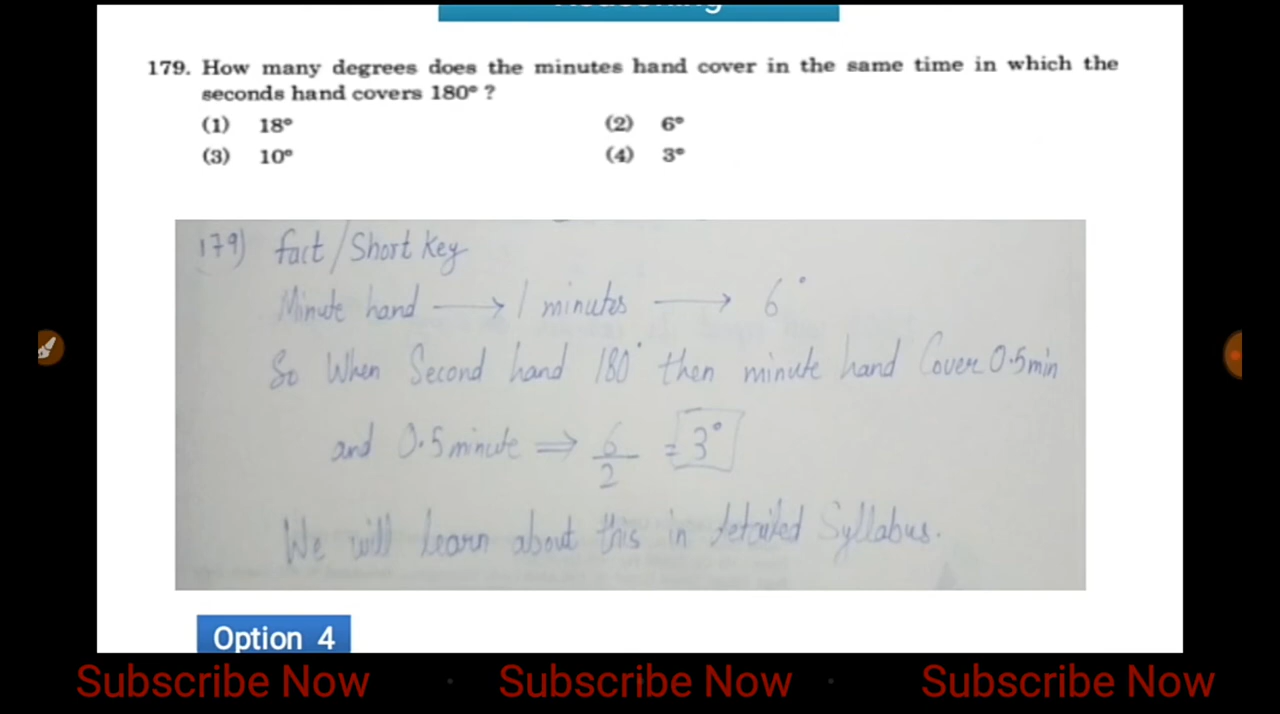 Reasoning
179. How many degrees does the minutes hand cover in the same time in which the
seconds hand covers 180° ?
(1) 18° (2) 6°
(3) 10° (4) 3°
179) fact / Short key
Minute hand → 1 minutes → 6°
So When Second hand 180° then minute hand Cover 0.5min
and 0.5 minute ⇒ 6/2 = 3°
We will learn about this in detailed Syllabus.
Option 4
Subscribe Now · Subscribe Now · Subscribe Now